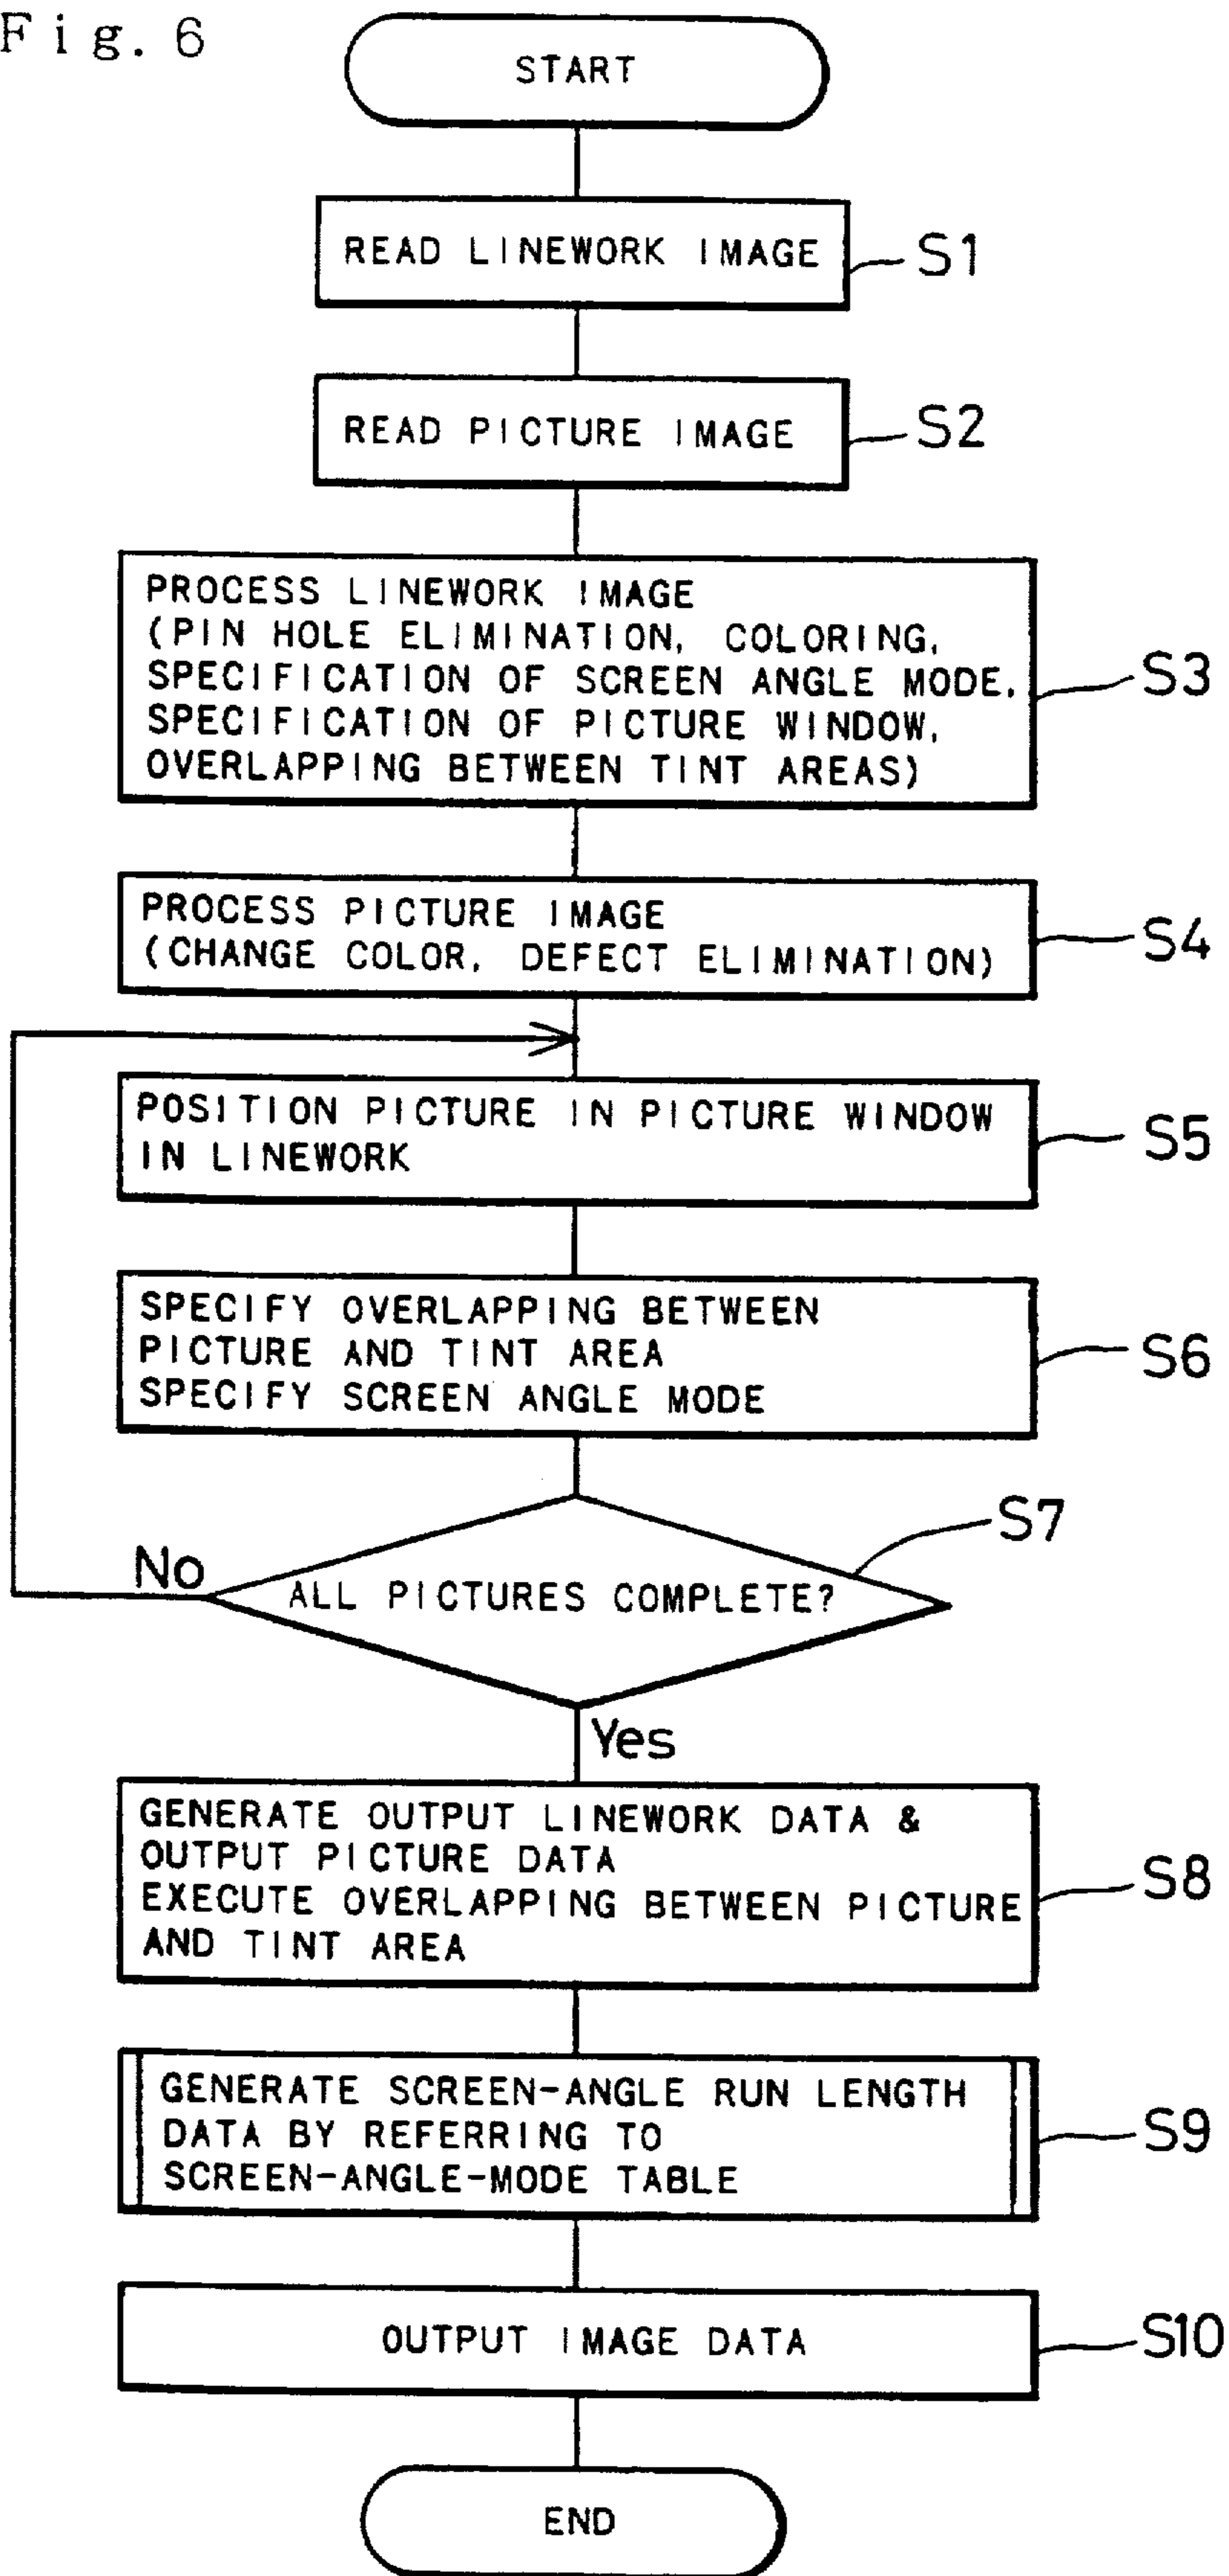 Fig. 6
START
READ LINEWORK IMAGE
S1
READ PICTURE IMAGE
S2
PROCESS LINEWORK IMAGE
(PIN HOLE ELIMINATION, COLORING,
SPECIFICATION OF SCREEN ANGLE MODE,
SPECIFICATION OF PICTURE WINDOW,
OVERLAPPING BETWEEN TINT AREAS)
S3
PROCESS PICTURE IMAGE
(CHANGE COLOR, DEFECT ELIMINATION)
S4
POSITION PICTURE IN PICTURE WINDOW
IN LINEWORK
S5
SPECIFY OVERLAPPING BETWEEN
PICTURE AND TINT AREA
SPECIFY SCREEN ANGLE MODE
S6
S7
No
ALL PICTURES COMPLETE?
Yes
GENERATE OUTPUT LINEWORK DATA &
OUTPUT PICTURE DATA
EXECUTE OVERLAPPING BETWEEN PICTURE
AND TINT AREA
S8
GENERATE SCREEN-ANGLE RUN LENGTH
DATA BY REFERRING TO
SCREEN-ANGLE-MODE TABLE
S9
OUTPUT IMAGE DATA
S10
END